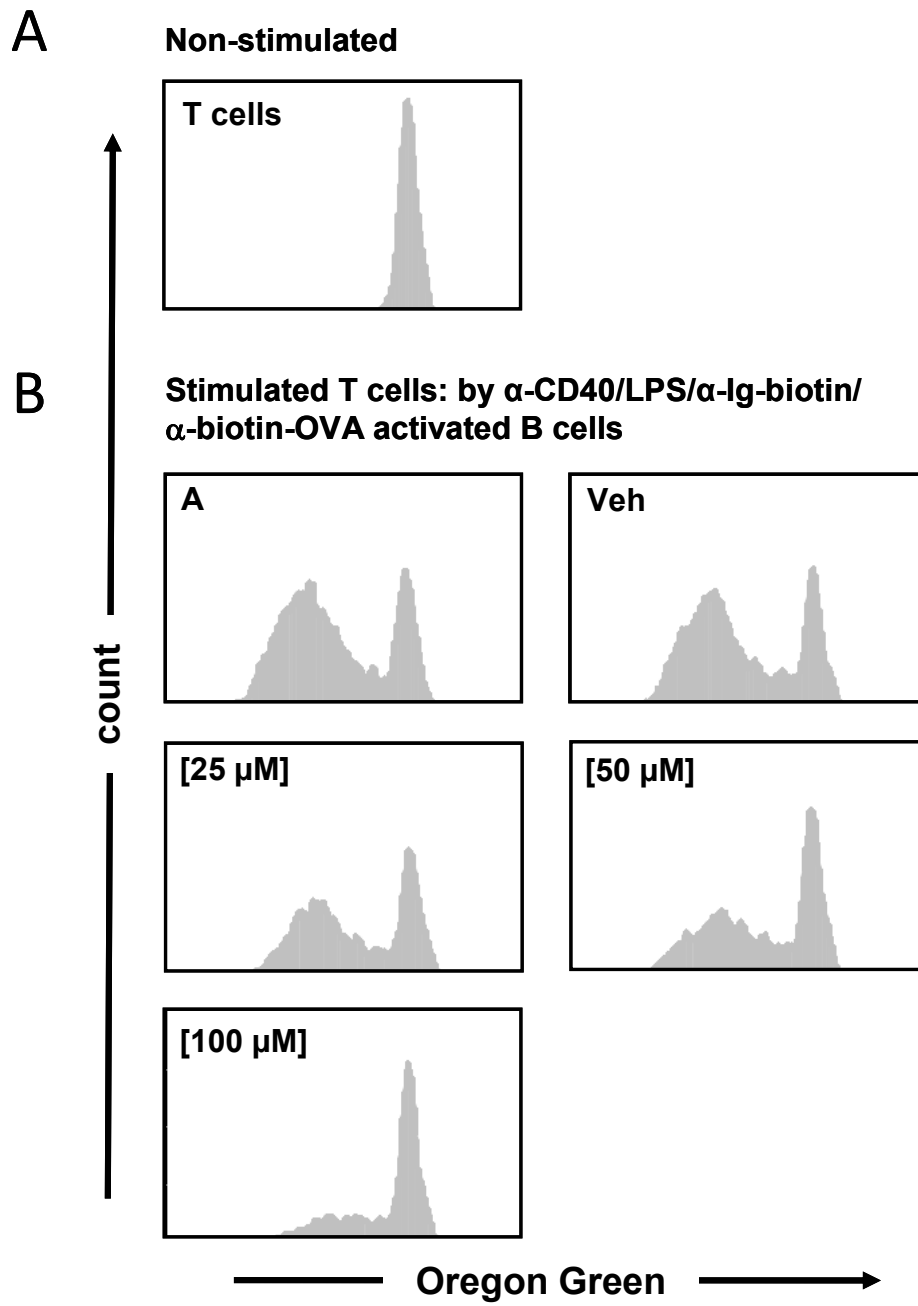 A
Non-stimulated
T cells
B
Stimulated T cells: by α-CD40/LPS/α-Ig-biotin/
α-biotin-OVA activated B cells
A
Veh
count
[25 µM]
[50 µM]
[100 µM]
Oregon Green